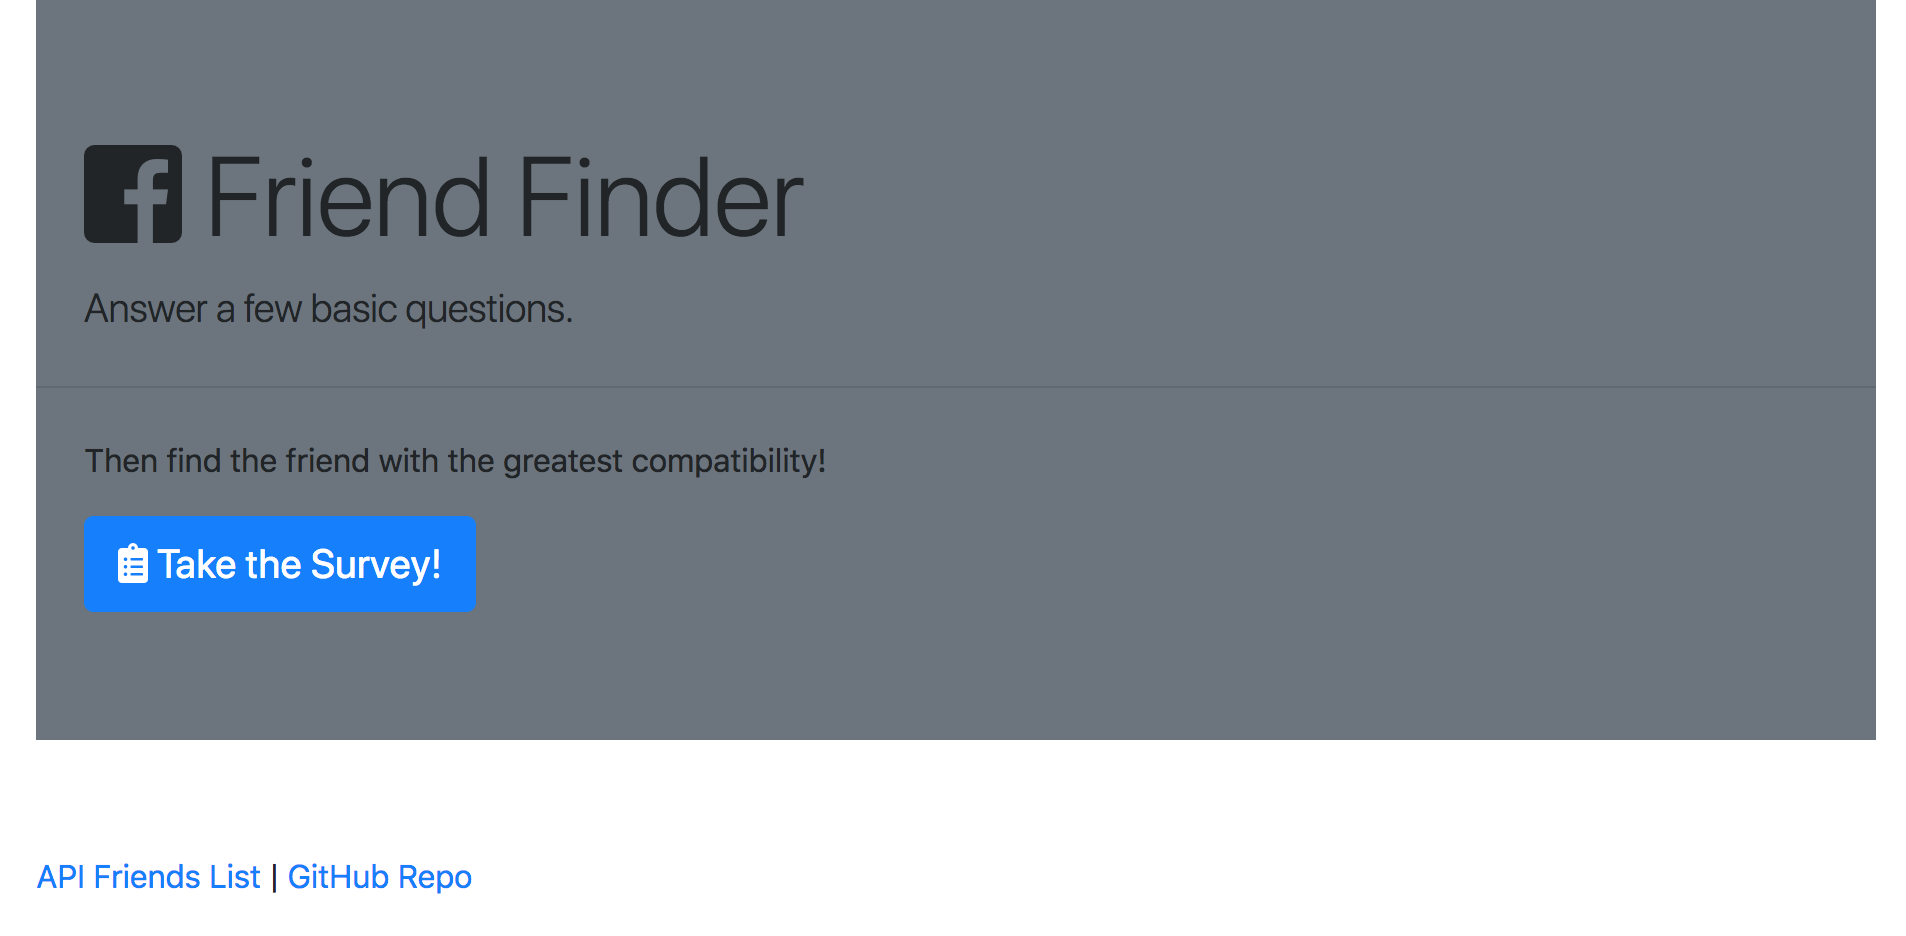 Friend Finder
Answer a few basic questions.
Then find the friend with the greatest compatibility!
Take the Survey!
API Friends List | GitHub Repo